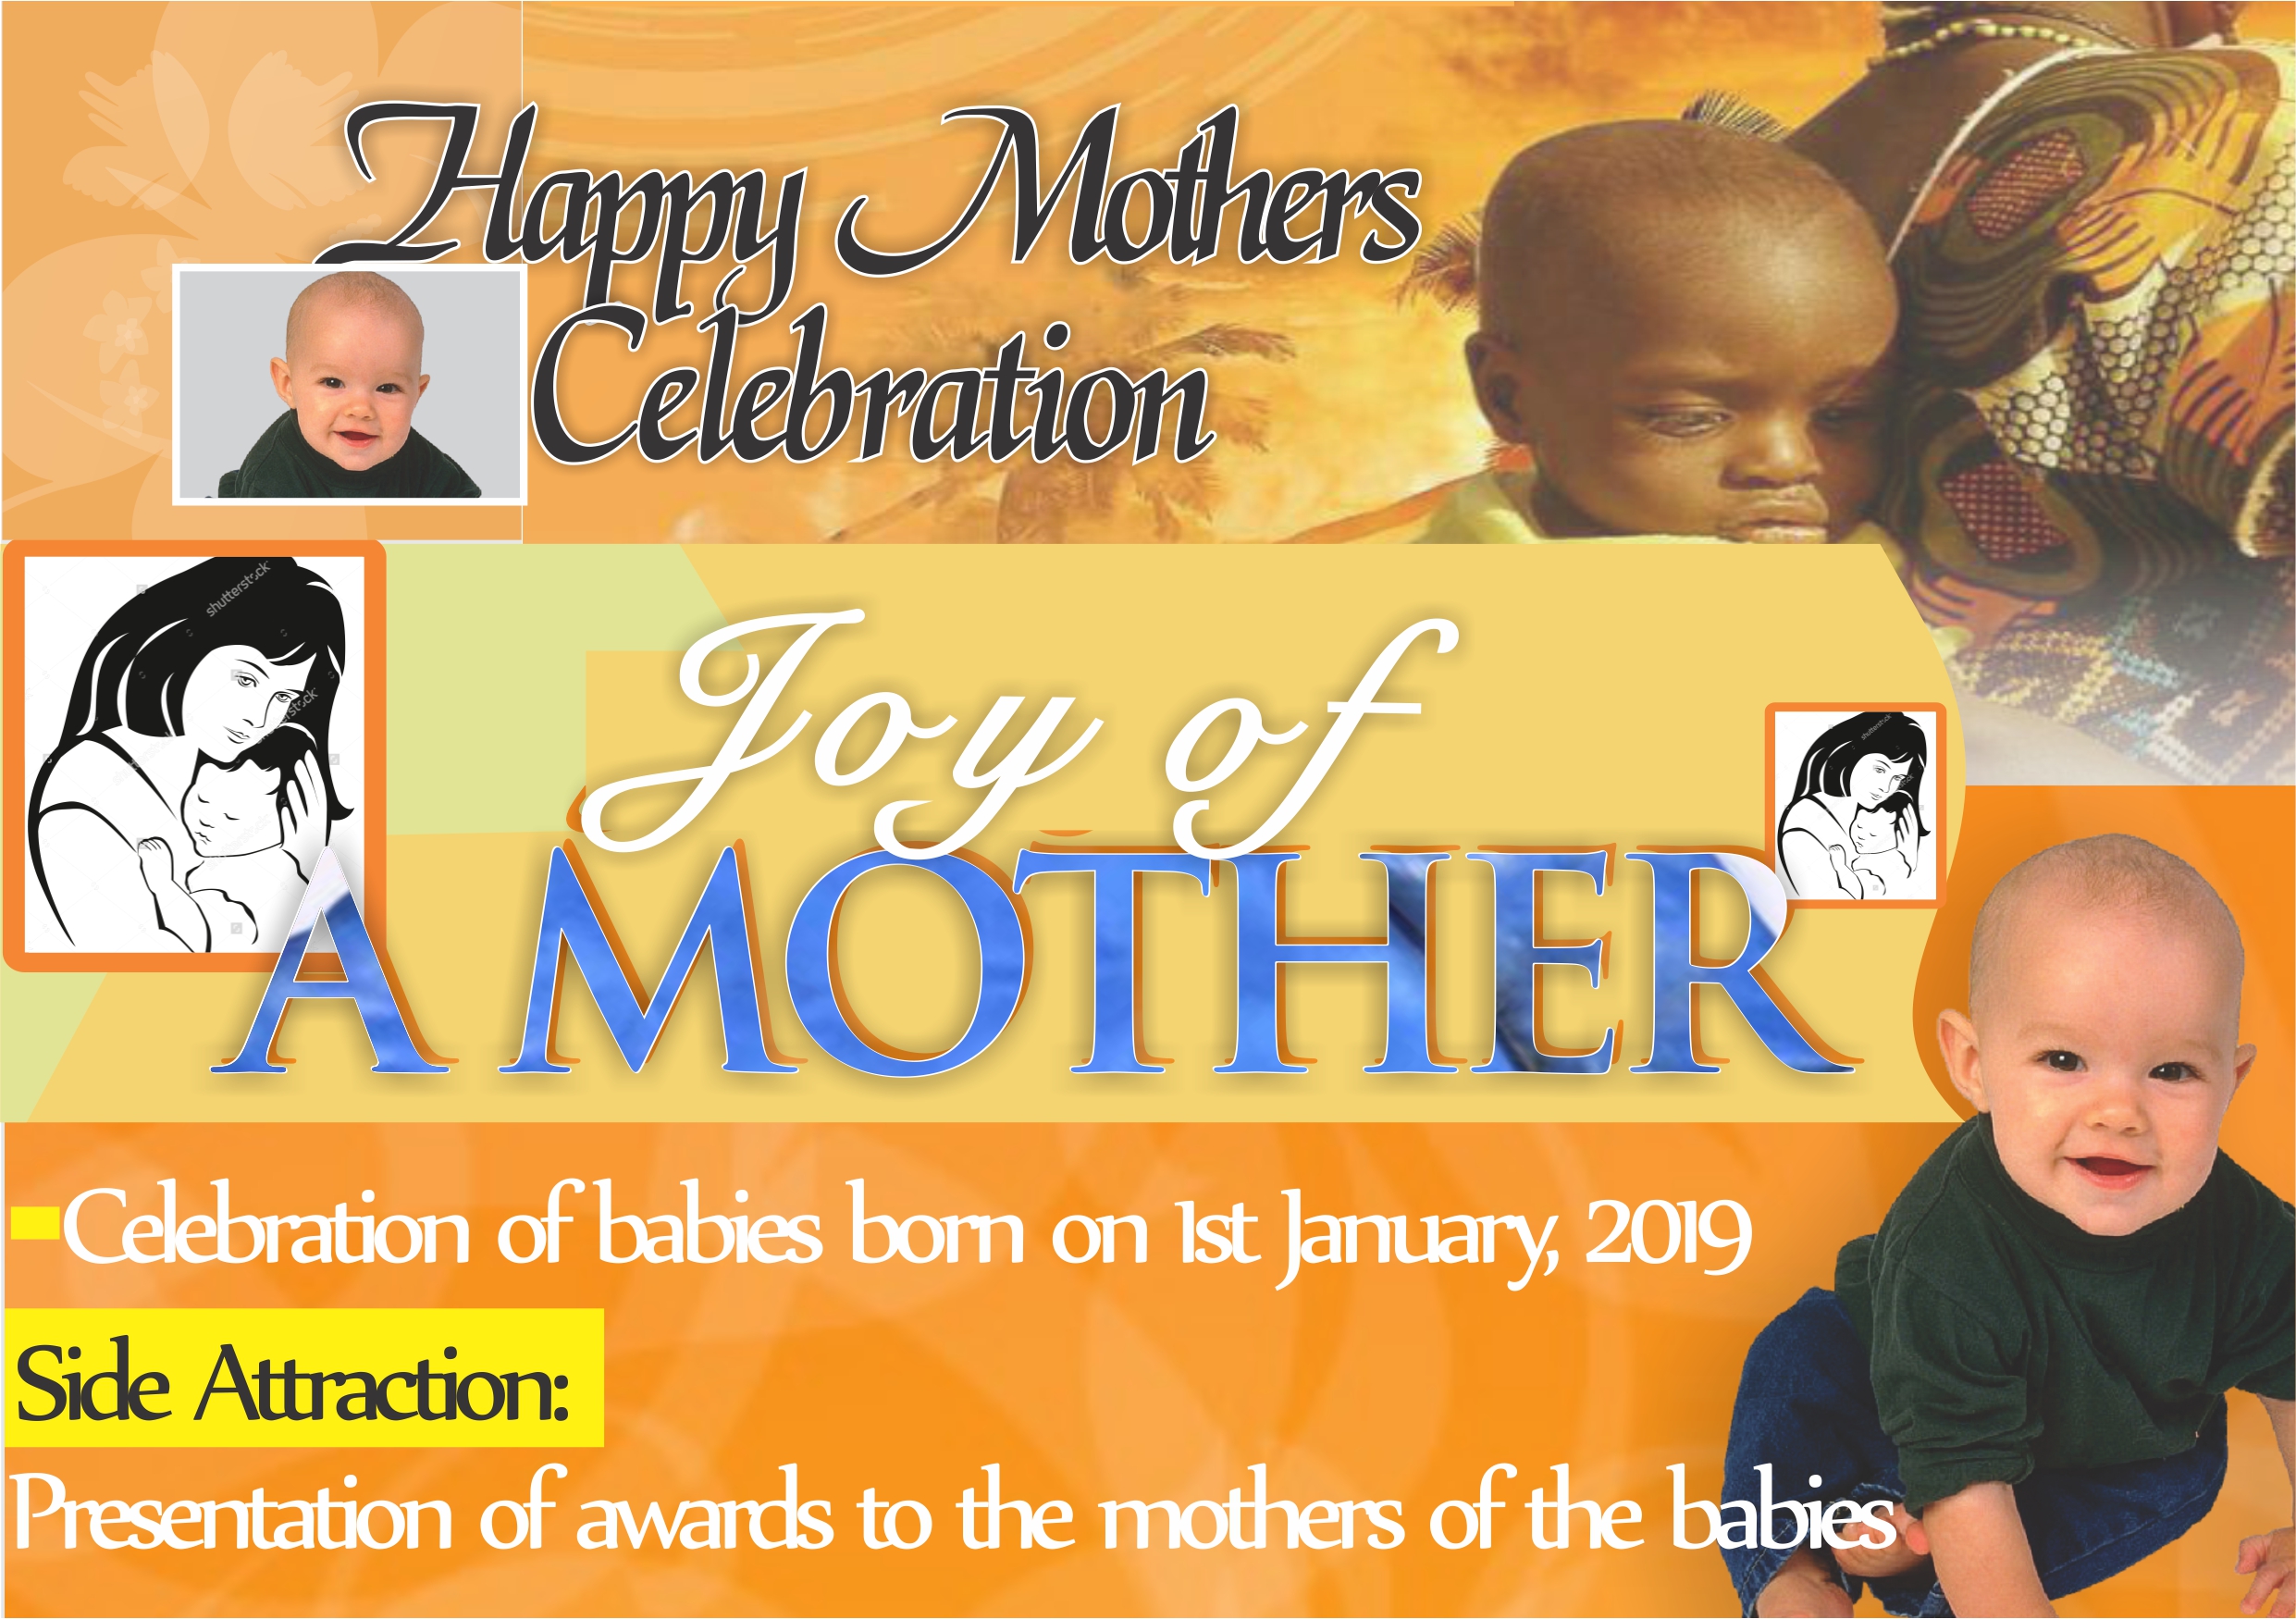 Happy Mothers
Celebration
shutterstock
Joy of
A MOTHER
Celebration of babies born on 1st January, 2019
Side Attraction:
Presentation of awards to the mothers of the babies